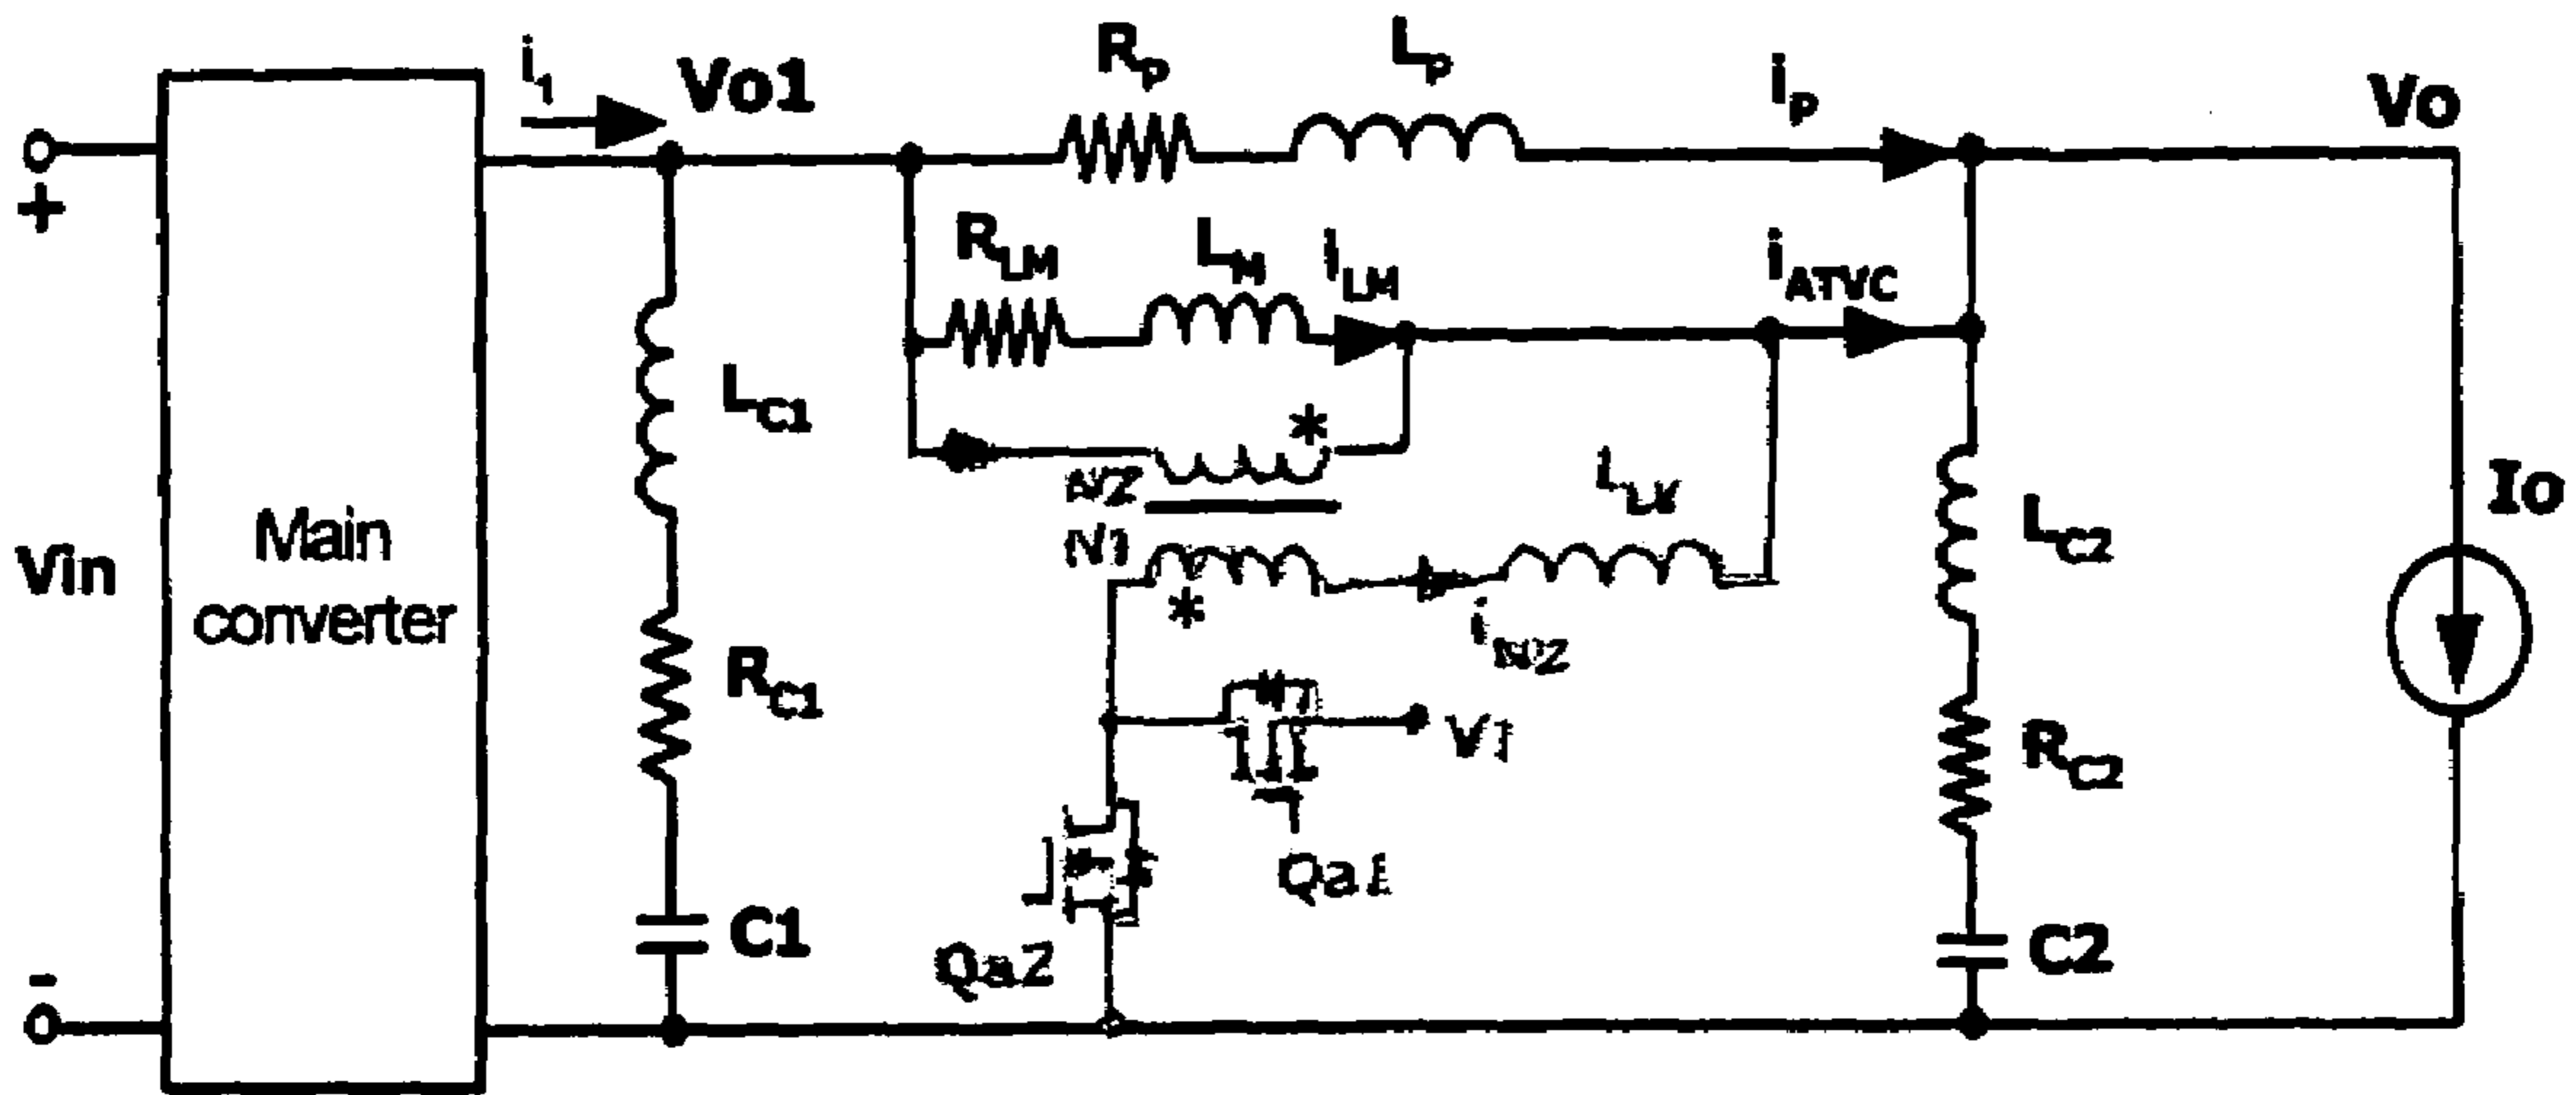 i1
Vo1
RP
LP
iP
Vo
+
RLM
LM
iLM
iATVC
LC1
*
N2
N1
*
LLK
iN2
LC2
Io
Vin
Main
converter
RC1
V1
RC2
Qa1
C1
Qa2
C2
-